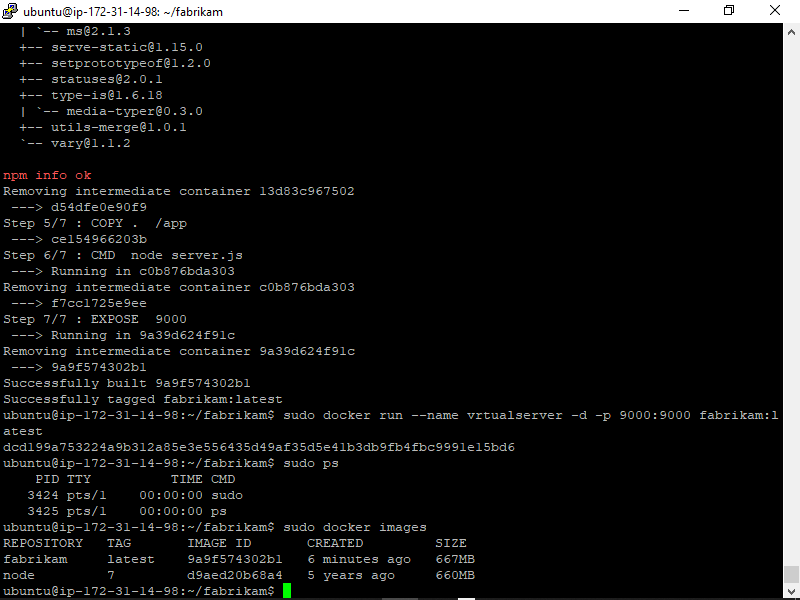 ubuntu@ip-172-31-14-98: ~/fabrikam
| `-- ms@2.1.3
+-- serve-static@1.15.0
+-- setprototypeof@1.2.0
+-- statuses@2.0.1
+-- type-is@1.6.18
| `-- media-typer@0.3.0
+-- utils-merge@1.0.1
`-- vary@1.1.2
npm info ok
Removing intermediate container 13d83c967502
---> d54dfe0e90f9
Step 5/7 : COPY . /app
---> ce154966203b
Step 6/7 : CMD node server.js
---> Running in c0b876bda303
Removing intermediate container c0b876bda303
---> f7cc1725e9ee
Step 7/7 : EXPOSE 9000
---> Running in 9a39d624f91c
Removing intermediate container 9a39d624f91c
---> 9a9f574302b1
Successfully built 9a9f574302b1
Successfully tagged fabrikam:latest
ubuntu@ip-172-31-14-98:~/fabrikam$ sudo docker run --name vrtualserver -d -p 9000:9000 fabrikam:l
atest
dcd199a753224a9b312a85e3e556435d49af35d5e41b3db9fb4fbc9991e15bd6
ubuntu@ip-172-31-14-98:~/fabrikam$ sudo ps
PID TTY TIME CMD
3424 pts/1 00:00:00 sudo
3425 pts/1 00:00:00 ps
ubuntu@ip-172-31-14-98:~/fabrikam$ sudo docker images
REPOSITORY TAG IMAGE ID CREATED SIZE
fabrikam latest 9a9f574302b1 6 minutes ago 667MB
node 7 d9aed20b68a4 5 years ago 660MB
ubuntu@ip-172-31-14-98:~/fabrikam$